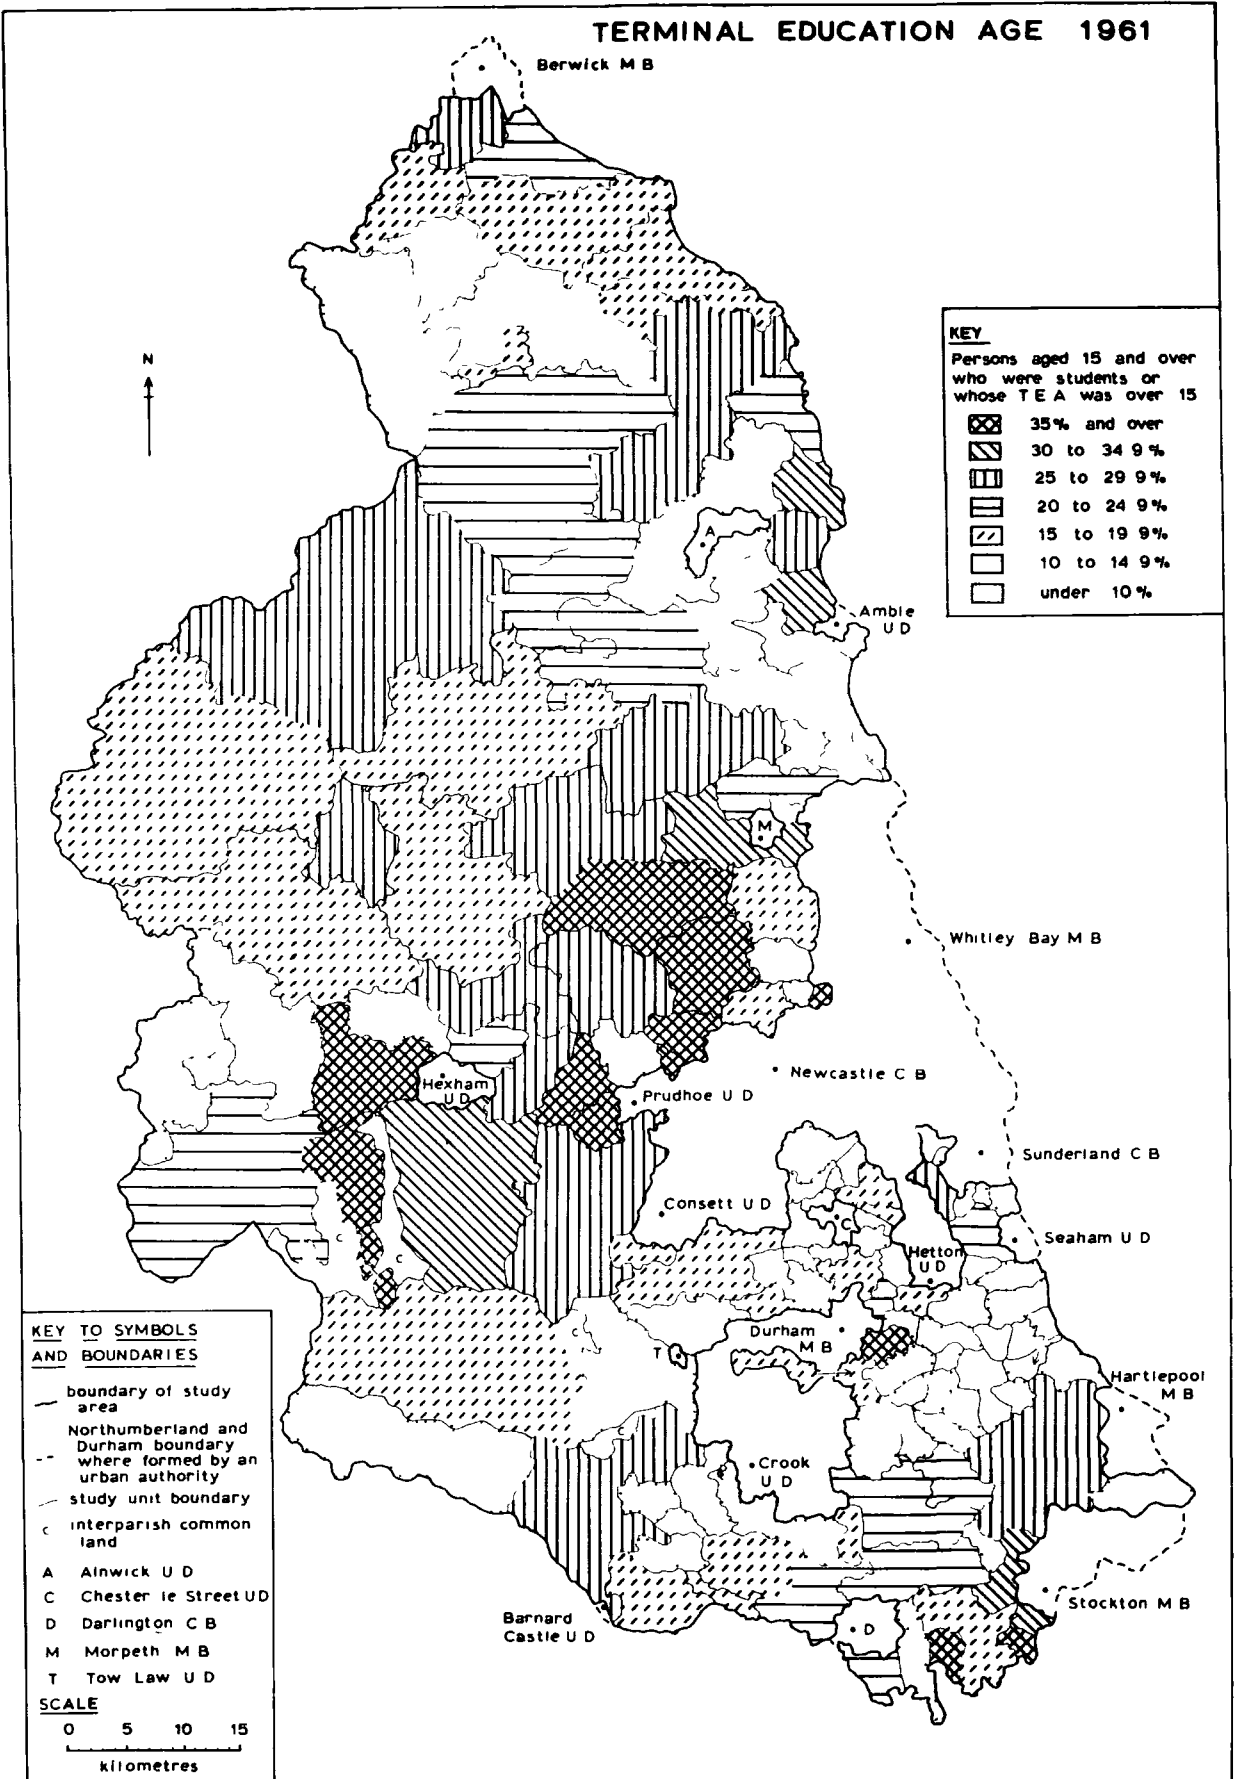 TERMINAL EDUCATION AGE 1961
Berwick M B
N
KEY
Persons aged 15 and over
who were students or
whose T E A was over 15
35% and over
30 to 34 9%
25 to 29 9%
20 to 24 9%
15 to 19 9%
10 to 14 9%
under 10%
A
Amble
U D
M
Whitley Bay M B
Newcastle C B
Hexham
U D
Prudhoe U D
Sunderland C B
Consett U D
C
Seaham U D
Hetton
U D
c
c
c
Durham
M B
T
Hartlepool
M B
Crook
U D
Stockton M B
Barnard
Castle U D
D
KEY TO SYMBOLS
AND BOUNDARIES
boundary of study
area
Northumberland and
Durham boundary
where formed by an
urban authority
study unit boundary
c interparish common
land
A Alnwick U D
C Chester le Street UD
D Darlington C B
M Morpeth M B
T Tow Law U D
SCALE
0 5 10 15
kilometres